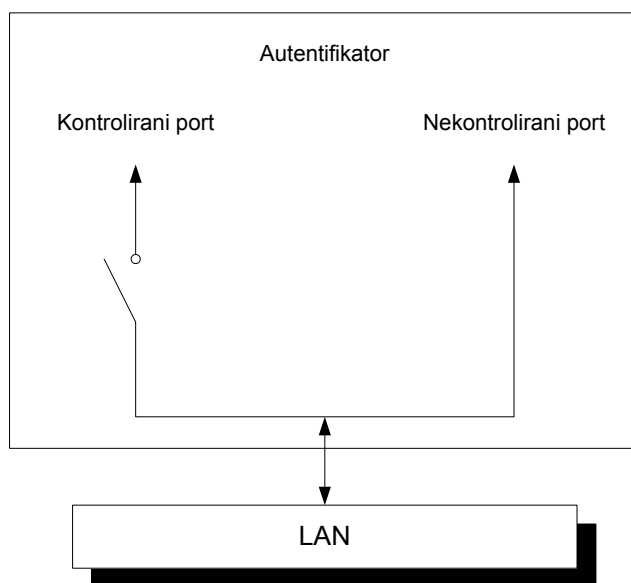 Autentifikator
Kontrolirani port
Nekontrolirani port
LAN